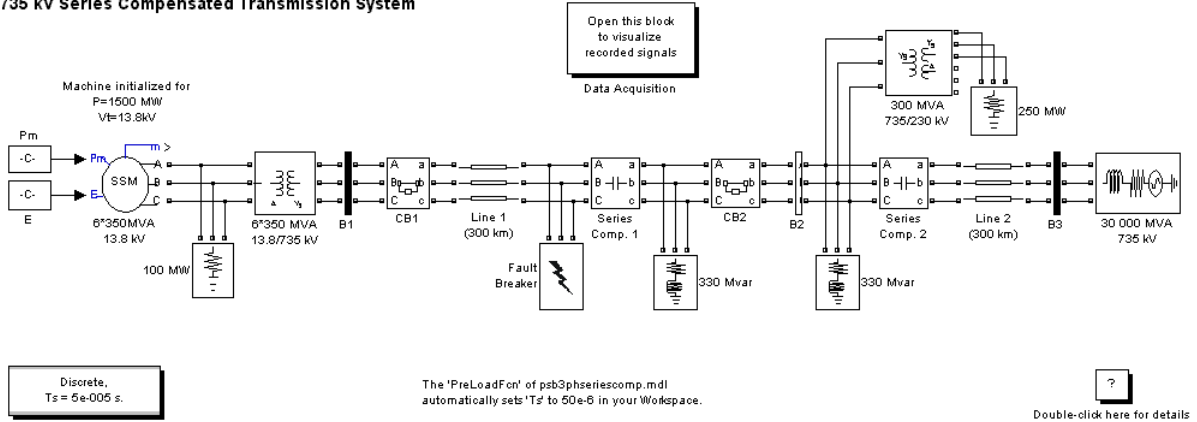 735 kV Series Compensated Transmission System
Open this block
to visualize
recorded signals
Data Acquisition
Machine initialized for
P=1500 MW
Vt=13.8kV
Pm
-C-
-C-
E
Pm
E
m
SSM
A
B
C
6*350MVA
13.8 kV
100 MW
Δ Yg
6*350 MVA
13.8/735 kV
B1
A a
B b
C c
CB1
Line 1
(300 km)
Fault
Breaker
A a
B b
C c
Series
Comp. 1
330 Mvar
A a
B b
C c
CB2
B2
330 Mvar
Yg Yg
Δ
300 MVA
735/230 kV
250 MW
A a
B b
C c
Series
Comp. 2
Line 2
(300 km)
B3
30 000 MVA
735 kV
Discrete,
Ts = 5e-005 s.
The 'PreLoadFcn' of psb3phseriescomp.mdl
automatically sets 'Ts' to 50e-6 in your Workspace.
?
Double-click here for details